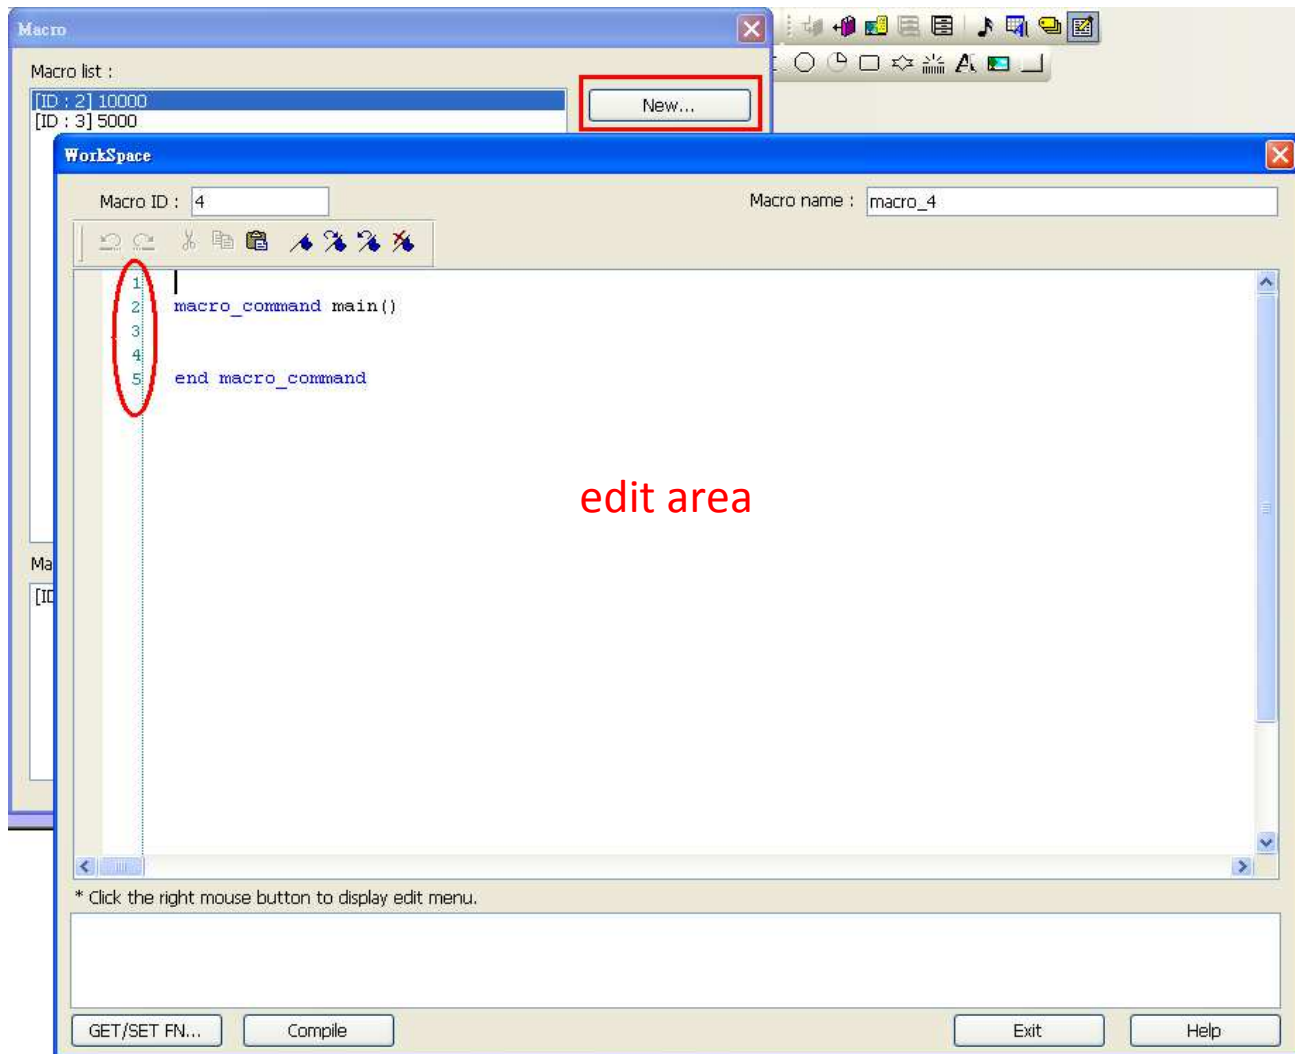 Macro
Macro list :
[ID : 2] 10000
[ID : 3] 5000
New...
WorkSpace
Macro ID : 4
Macro name : macro_4
1
2 macro_command main()
3
4
5 end macro_command
edit area
Ma
[ID
* Click the right mouse button to display edit menu.
GET/SET FN...
Compile
Exit
Help